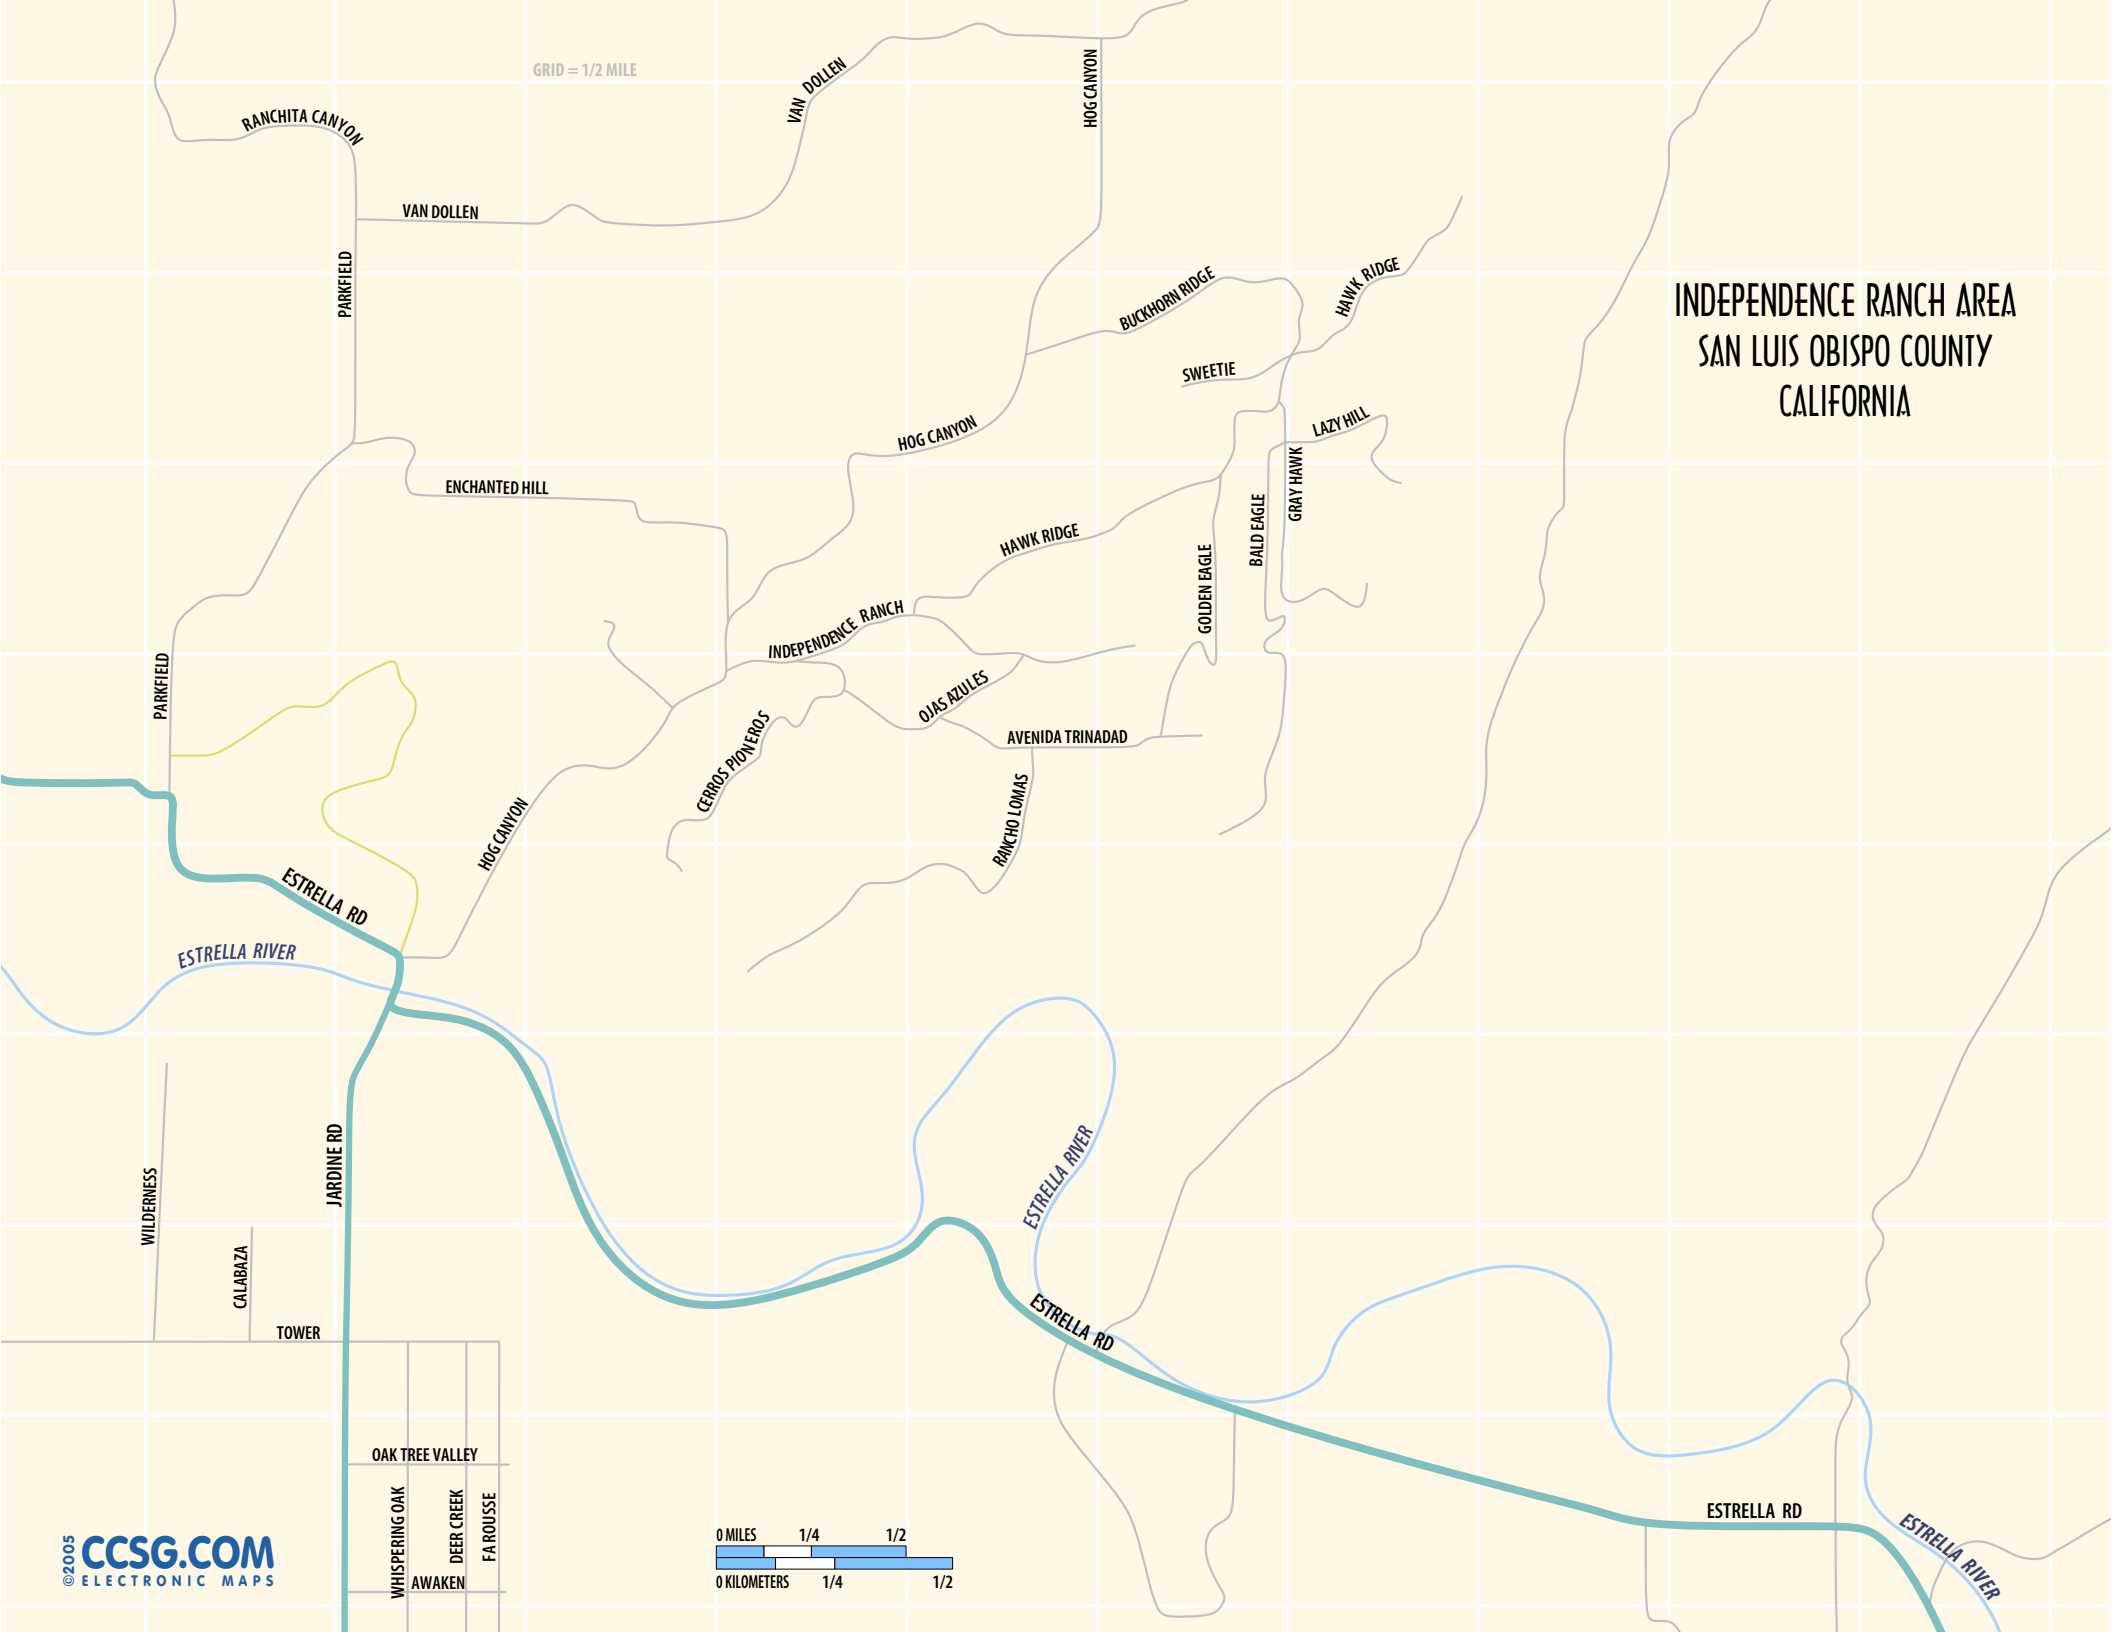 GRID = 1/2 MILE
VAN DOLLEN
HOG CANYON
RANCHITA CANYON
VAN DOLLEN
PARKFIELD
BUCKHORN RIDGE
HAWK RIDGE
INDEPENDENCE RANCH AREA
SAN LUIS OBISPO COUNTY
CALIFORNIA
SWEETIE
LAZY HILL
HOG CANYON
ENCHANTED HILL
GRAY HAWK
BALD EAGLE
HAWK RIDGE
GOLDEN EAGLE
INDEPENDENCE RANCH
PARKFIELD
OJAS AZULES
CERROS PIONEROS
AVENIDA TRINADAD
RANCHO LOMAS
HOG CANYON
ESTRELLA RD
ESTRELLA RIVER
JARDINE RD
ESTRELLA RIVER
WILDERNESS
CALABAZA
TOWER
ESTRELLA RD
OAK TREE VALLEY
WHISPERING OAK
DEER CREEK
FA ROUSSE
AWAKEN
ESTRELLA RD
ESTRELLA RIVER
0 MILES 1/4 1/2
0 KILOMETERS 1/4 1/2
©2005
CCSG.COM
ELECTRONIC MAPS